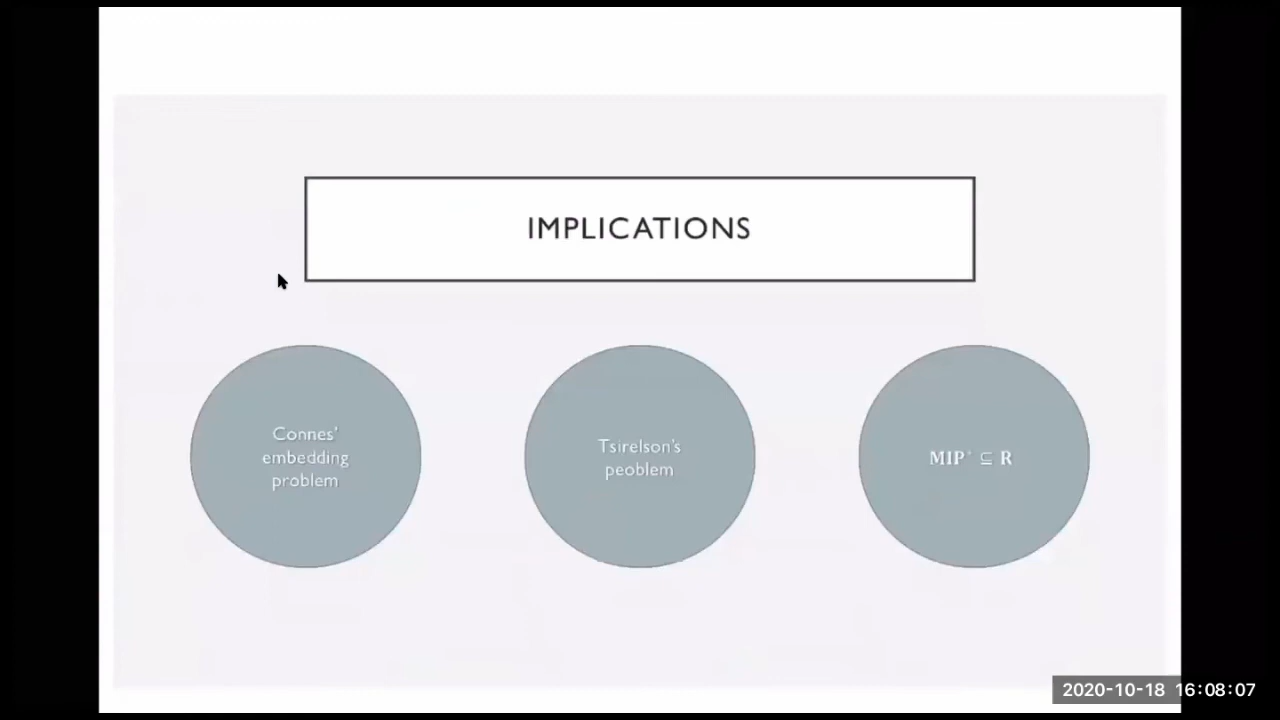 IMPLICATIONS
Connes'
embedding
problem
Tsirelson's
peoblem
MIP* ⊆ R
2020-10-18 16:08:07